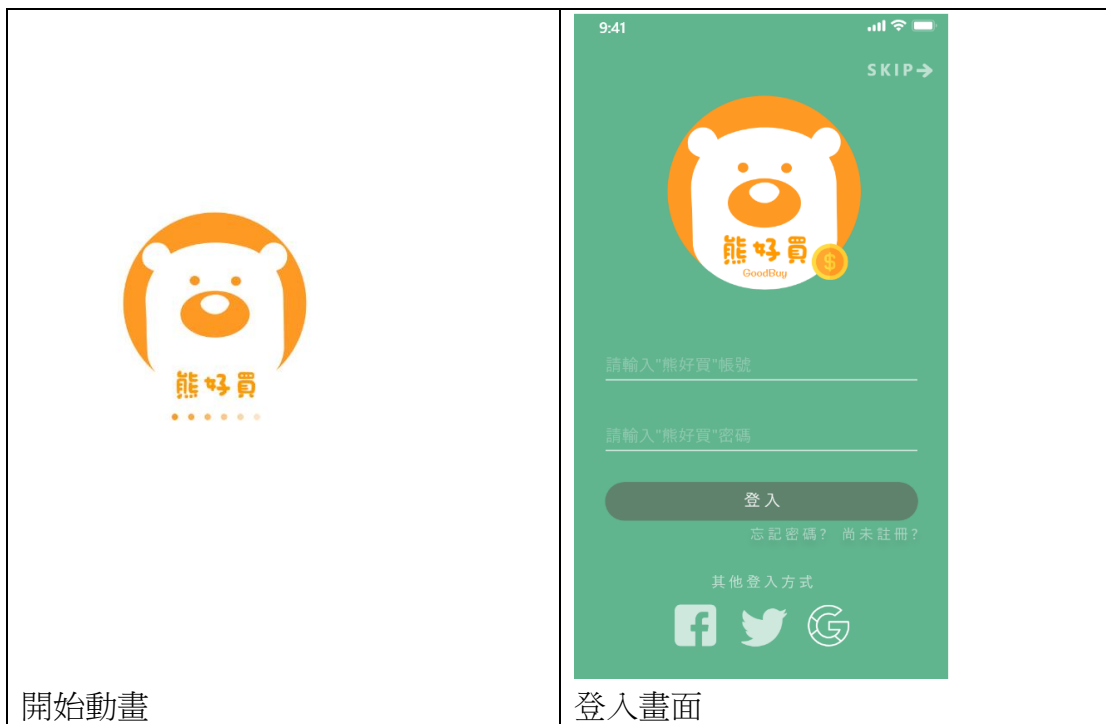 熊好買
開始動畫
9:41
SKIP
熊好買
$
GoodBuy
請輸入"熊好買"帳號
請輸入"熊好買"密碼
登入
忘記密碼? 尚未註冊?
其他登入方式
登入畫面